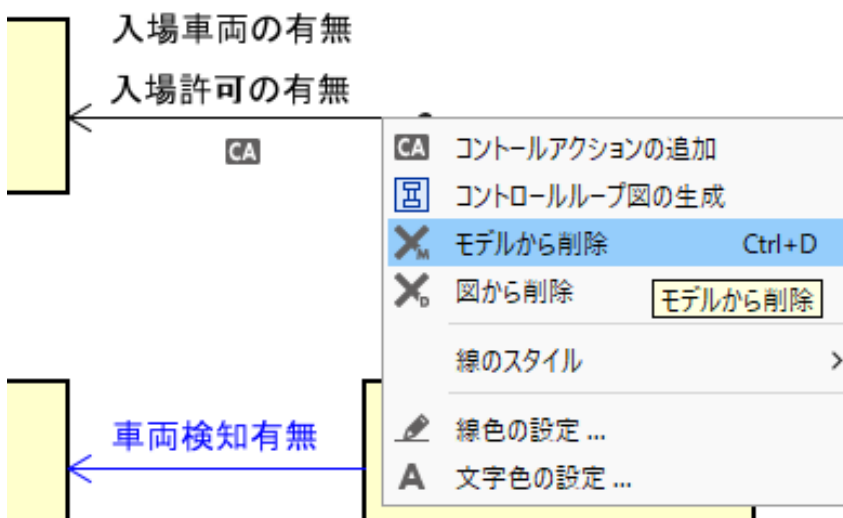 入場車両の有無
入場許可の有無
CA
CA コントールアクションの追加
コントロールループ図の生成
M モデルから削除 Ctrl+D
D 図から削除
モデルから削除
線のスタイル
車両検知有無
線色の設定 ...
A 文字色の設定 ...